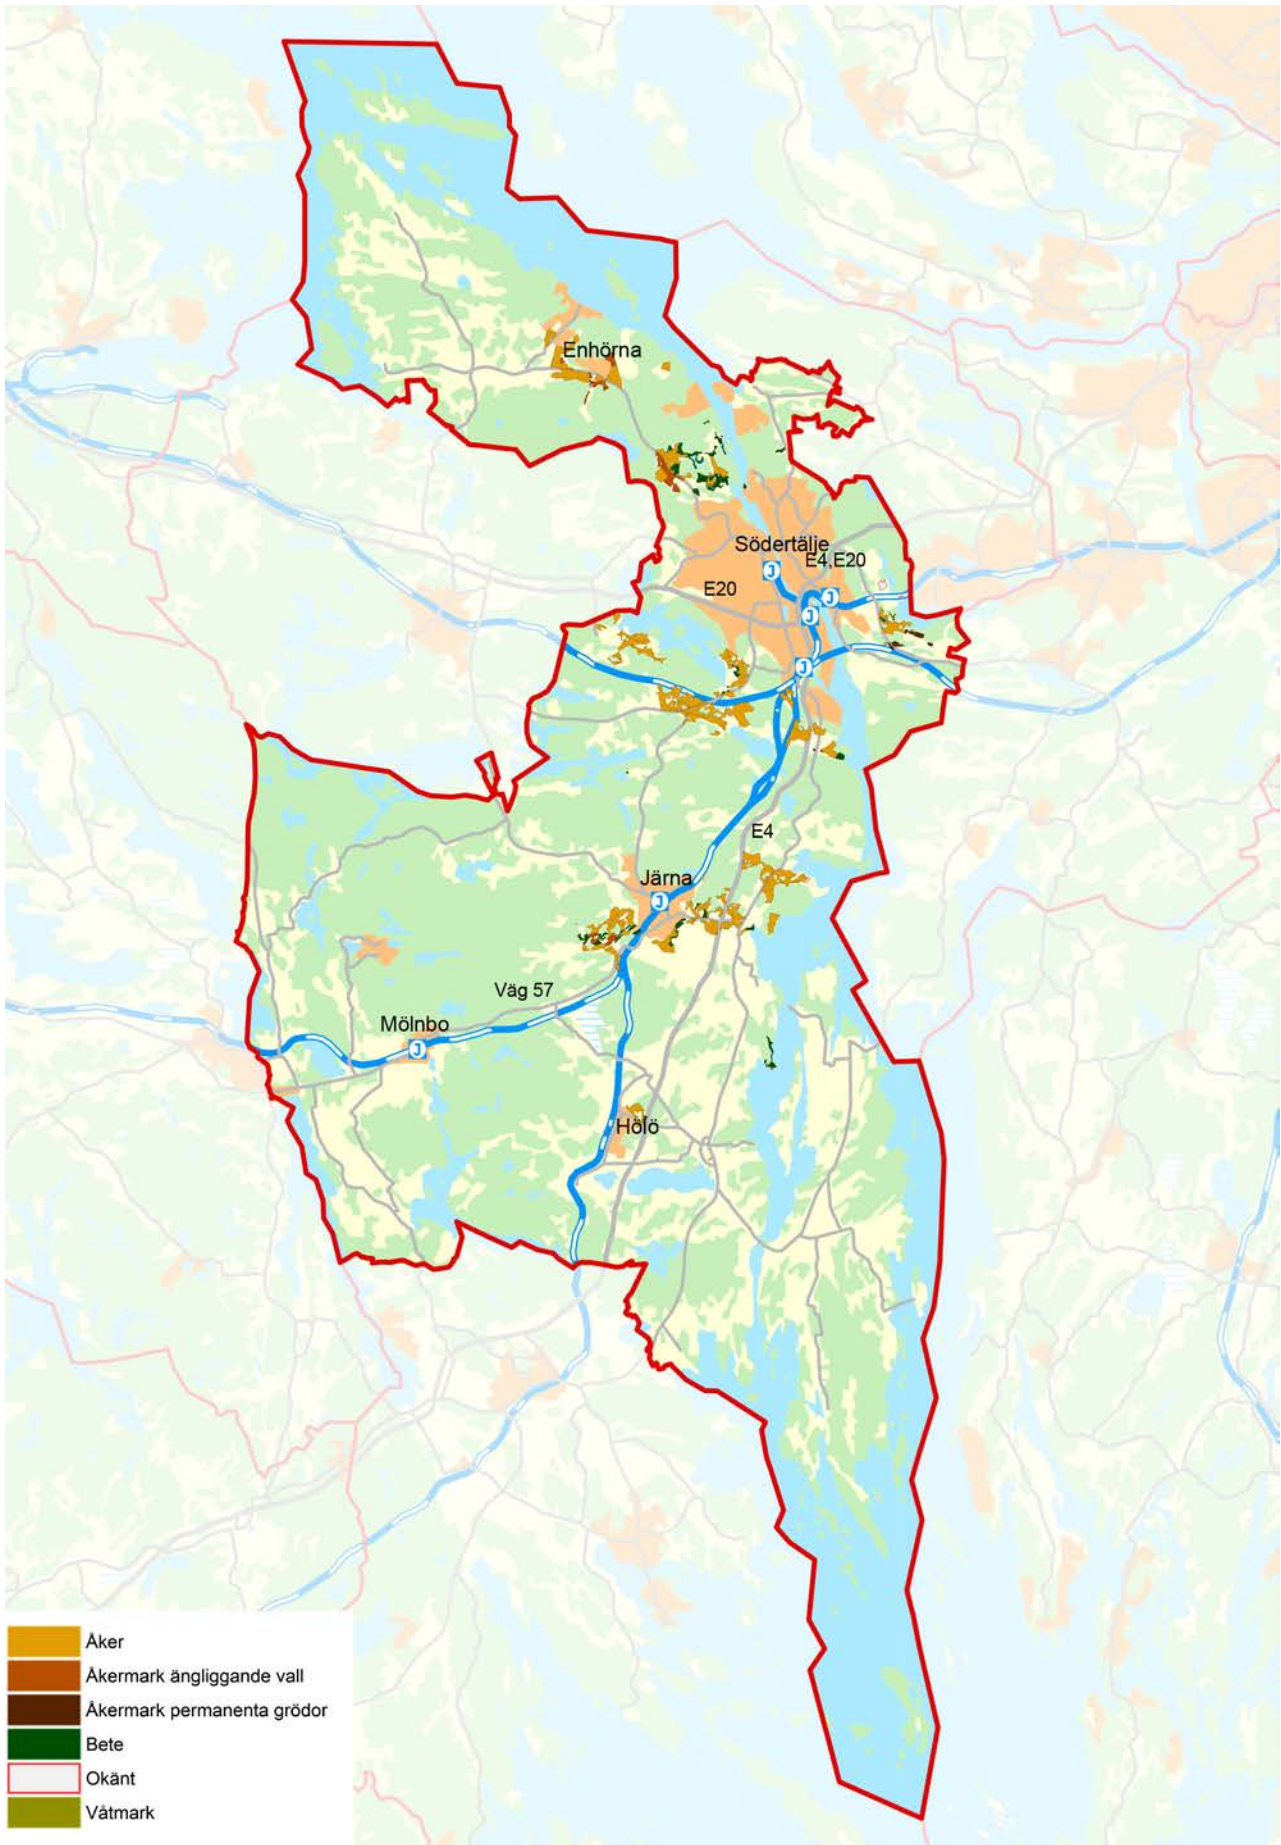 Enhörna
Södertälje
E4,E20
E20
J
J
J
J
E4
Järna
J
Väg 57
Mölnbo
J
Hölö
Åker
Åkermark ängliggande vall
Åkermark permanenta grödor
Bete
Okänt
Våtmark